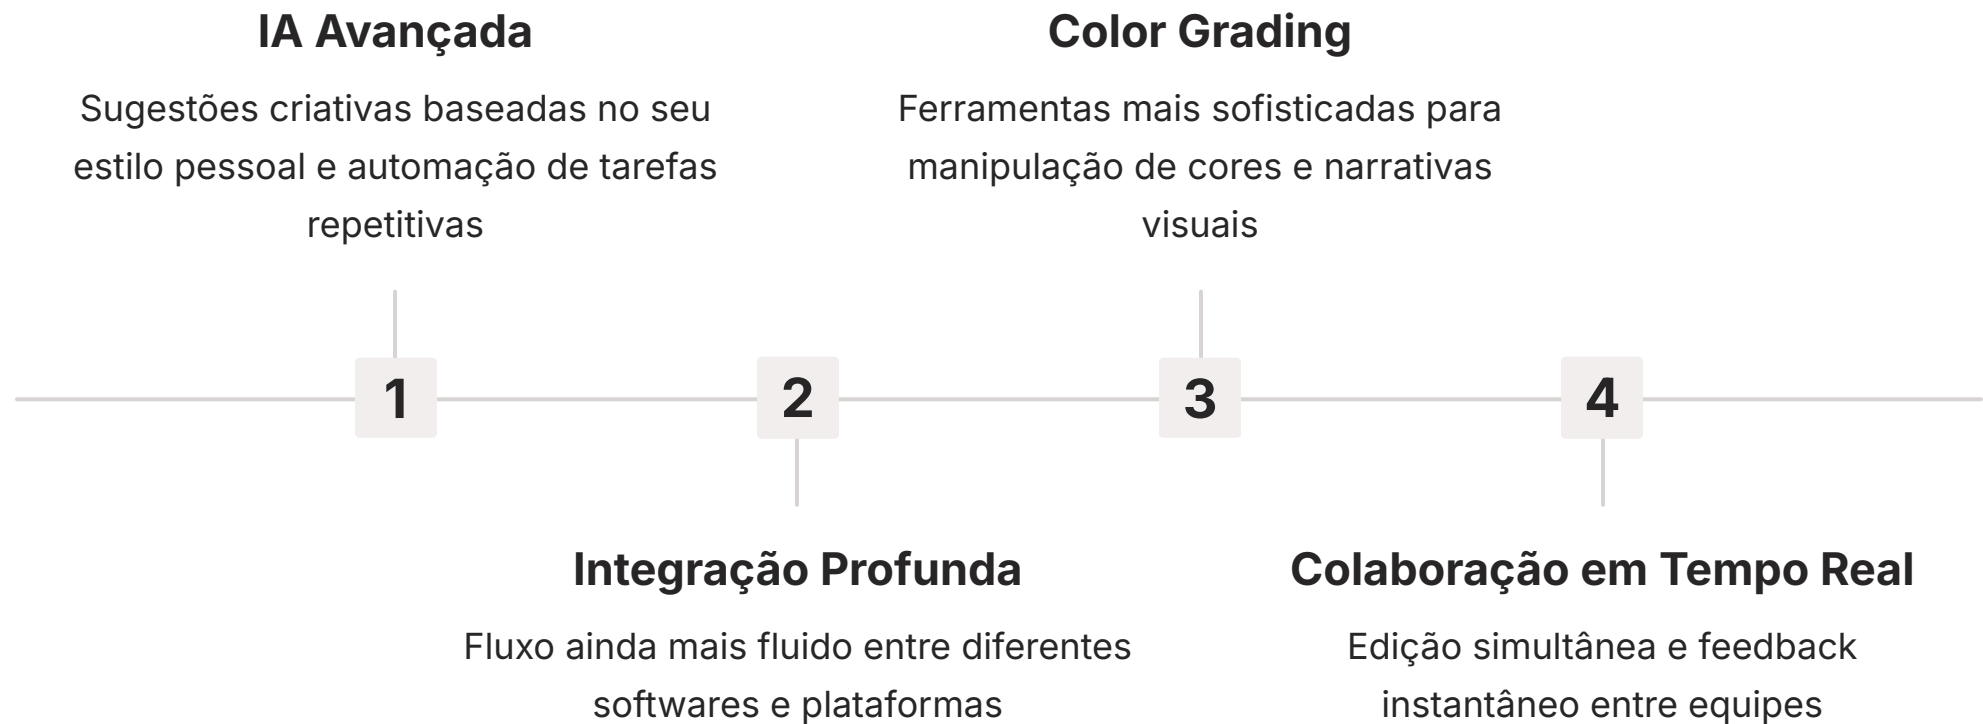 IA Avançada
Sugestões criativas baseadas no seu
estilo pessoal e automação de tarefas
repetitivas
Color Grading
Ferramentas mais sofisticadas para
manipulação de cores e narrativas
visuais
1
2
3
4
Integração Profunda
Fluxo ainda mais fluido entre diferentes
softwares e plataformas
Colaboração em Tempo Real
Edição simultânea e feedback
instantâneo entre equipes